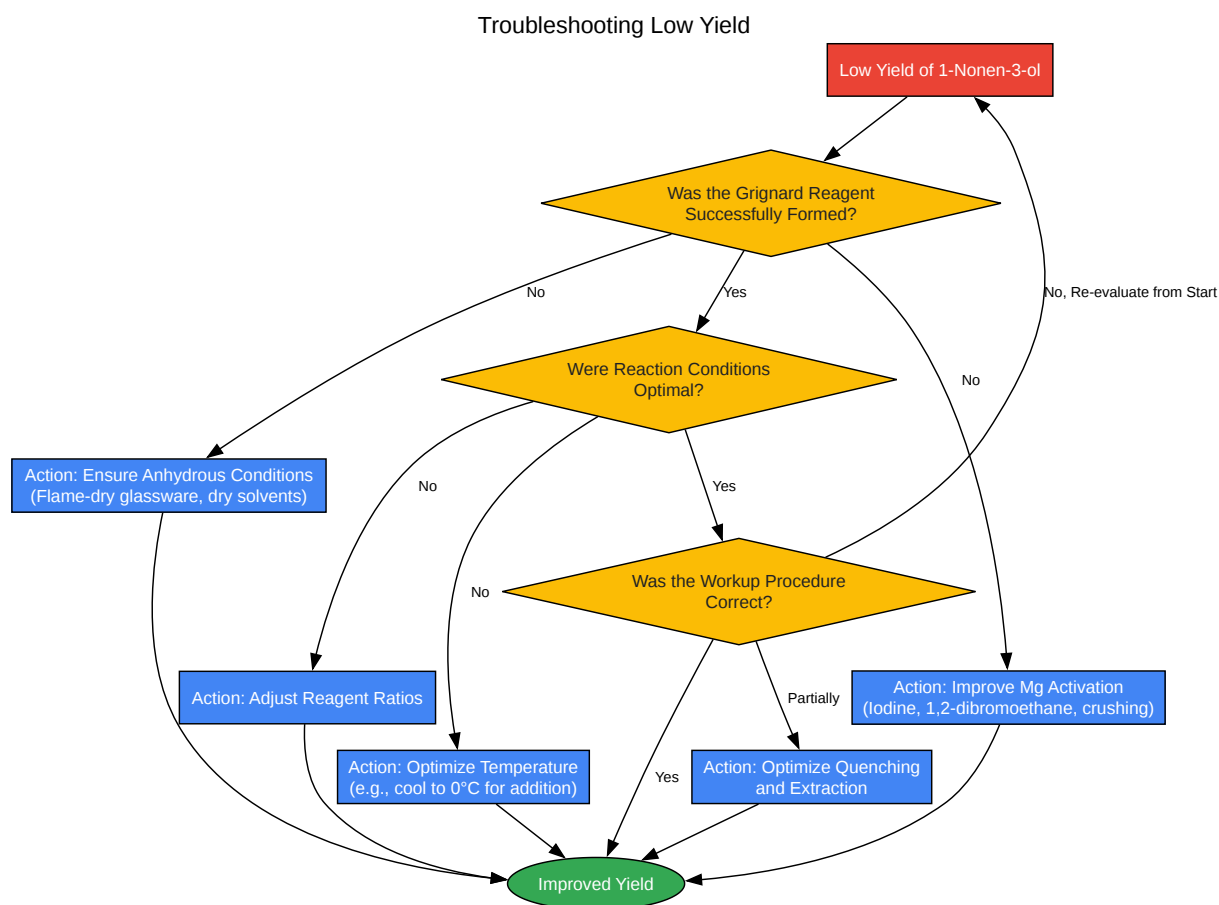 Troubleshooting Low Yield
Low Yield of 1-Nonen-3-ol
Was the Grignard Reagent
Successfully Formed?
No
Yes
No, Re-evaluate from Start
Were Reaction Conditions
Optimal?
No
Action: Ensure Anhydrous Conditions
(Flame-dry glassware, dry solvents)
No
Yes
Was the Workup Procedure
Correct?
No
Action: Adjust Reagent Ratios
Partially
Action: Improve Mg Activation
(Iodine, 1,2-dibromoethane, crushing)
Action: Optimize Temperature
(e.g., cool to 0°C for addition)
Yes
Action: Optimize Quenching
and Extraction
Improved Yield